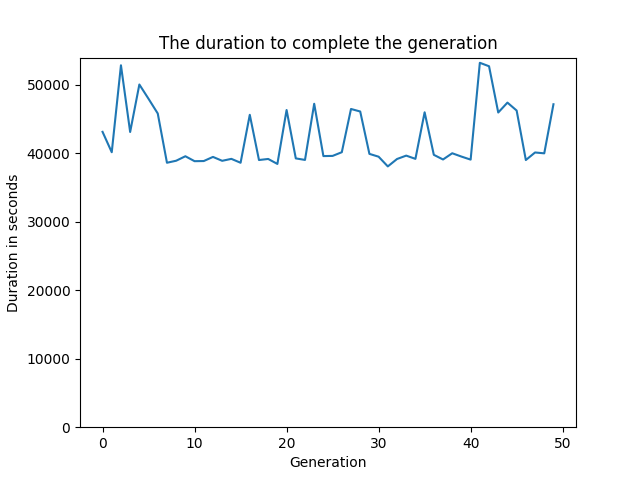 The duration to complete the generation
50000
40000
30000
20000
10000
0
Duration in seconds
0 10 20 30 40 50
Generation